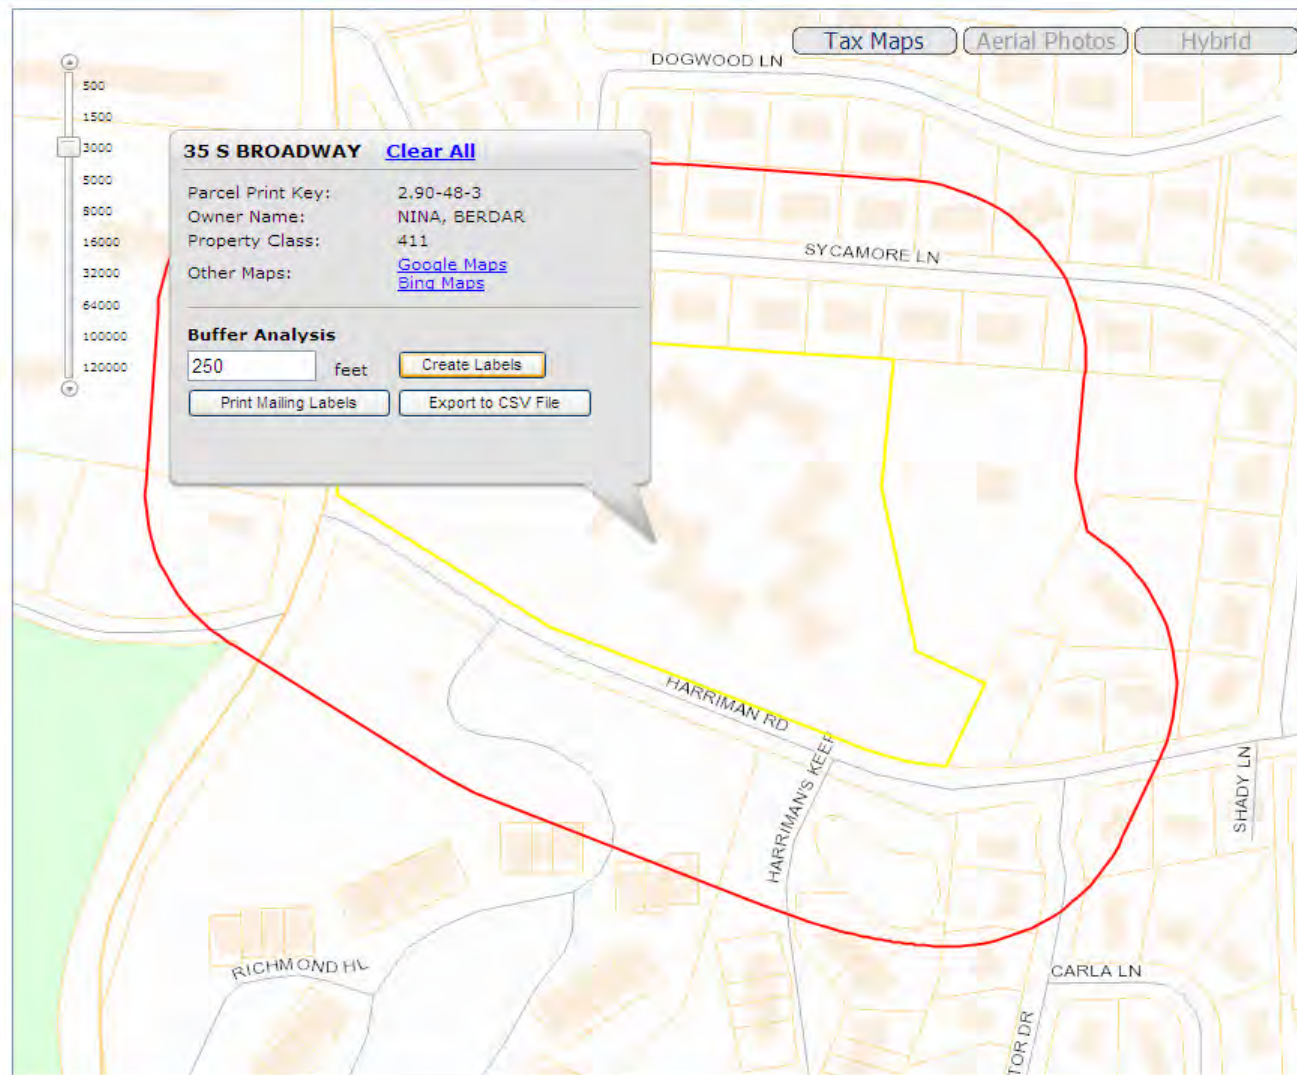 Tax Maps
Aerial Photos
Hybrid
DOGWOOD LN
500
1500
3000
5000
8000
16000
32000
64000
100000
120000
35 S BROADWAY Clear All
Parcel Print Key: 2.90-48-3
Owner Name: NINA, BERDAR
Property Class: 411
Other Maps: Google Maps
Bing Maps
Buffer Analysis
250 feet Create Labels
Print Mailing Labels Export to CSV File
SYCAMORE LN
HARRIMAN RD
HARRIMAN'S KEEP
SHADY LN
RICHMOND HL
CARLA LN
TOR DR